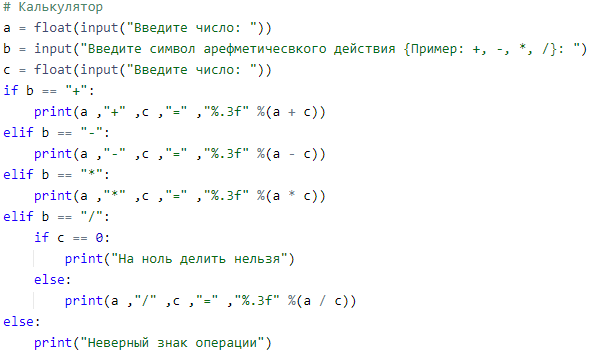 # Калькулятор
a = float(input("Введите число: "))
b = input("Введите символ арефметичесвкого действия {Пример: +, -, *, /}: ")
c = float(input("Введите число: "))
if b == "+":
    print(a ,"+" ,c ,"=" ,"%.3f" %(a + c))
elif b == "-":
    print(a ,"-" ,c ,"=" ,"%.3f" %(a - c))
elif b == "*":
    print(a ,"*" ,c ,"=" ,"%.3f" %(a * c))
elif b == "/":
    if c == 0:
        print("На ноль делить нельзя")
    else:
        print(a ,"/" ,c ,"=" ,"%.3f" %(a / c))
else:
    print("Неверный знак операции")